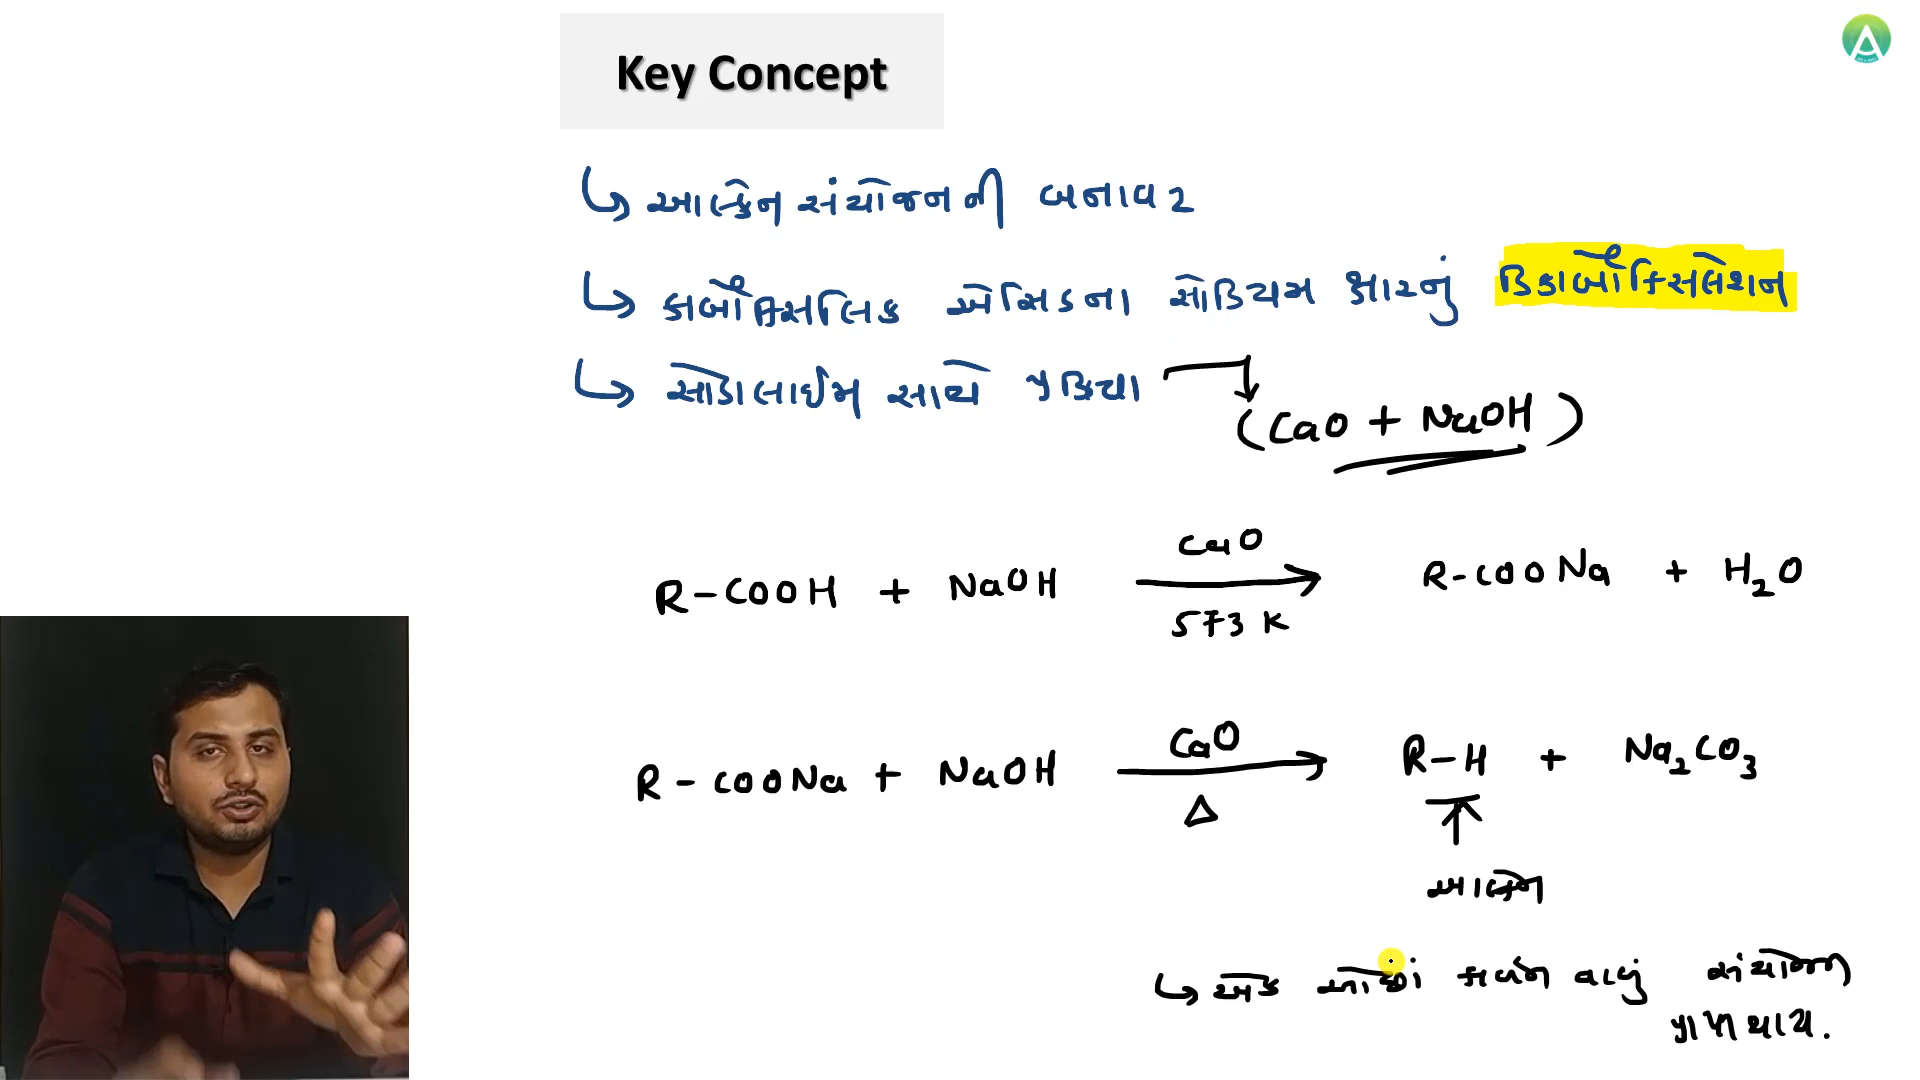 Key Concept
↳ આલ્કેન સંયોજનની બનાવટ
↳ કાર્બોક્સિલિક એસિડના સોડિયમ ક્ષારનું ડિકાર્બોક્સિલેશન
↳ સોડાલાઈમ સાથે પ્રક્રિયા
(CaO + NaOH)
CaO
R-COOH + NaOH → R-COONa + H₂O
573 K
CaO
R-COONa + NaOH → R-H + Na₂CO₃
Δ
↑
આલ્કેન
↳ એક ઓછાં કાર્બન વાળું સંયોજન
પ્રાપ્ત થાય.